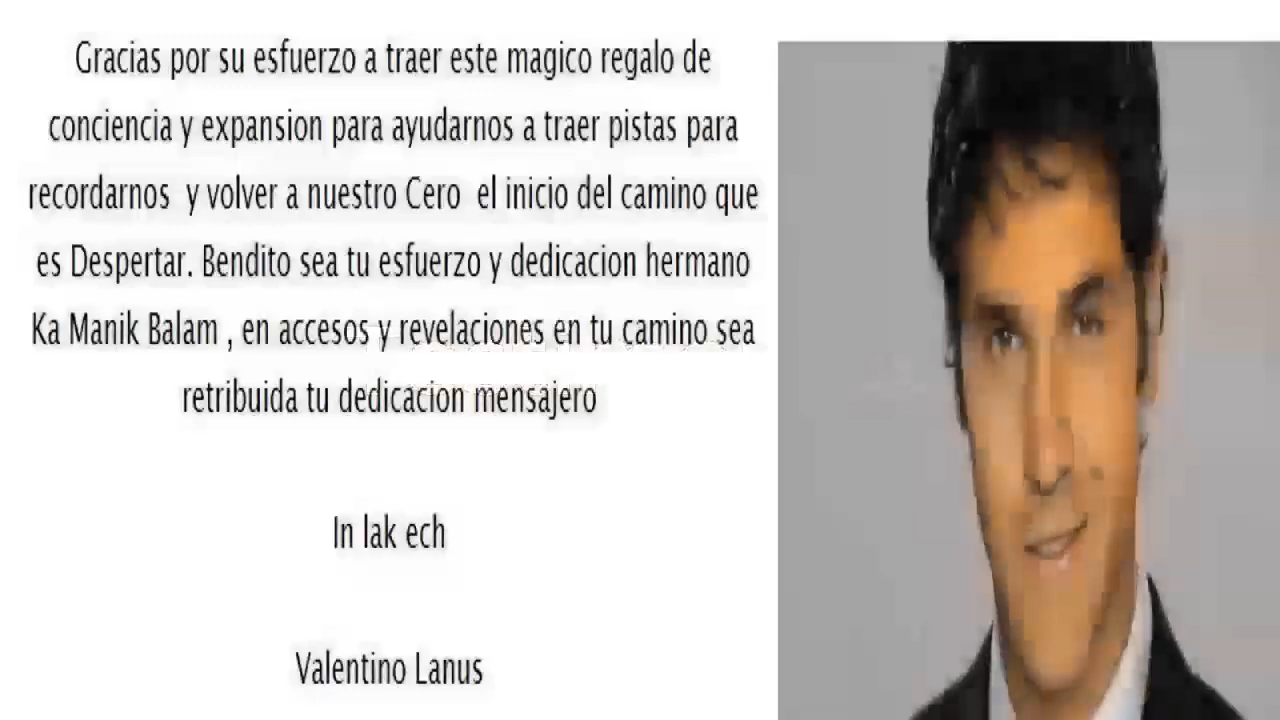 Gracias por su esfuerzo a traer este magico regalo de
conciencia y expansion para ayudarnos a traer pistas para
recordarnos y volver a nuestro Cero el inicio del camino que
es Despertar. Bendito sea tu esfuerzo y dedicacion hermano
Ka Manik Balam , en accesos y revelaciones en tu camino sea
retribuida tu dedicacion mensajero
In lak ech
Valentino Lanus